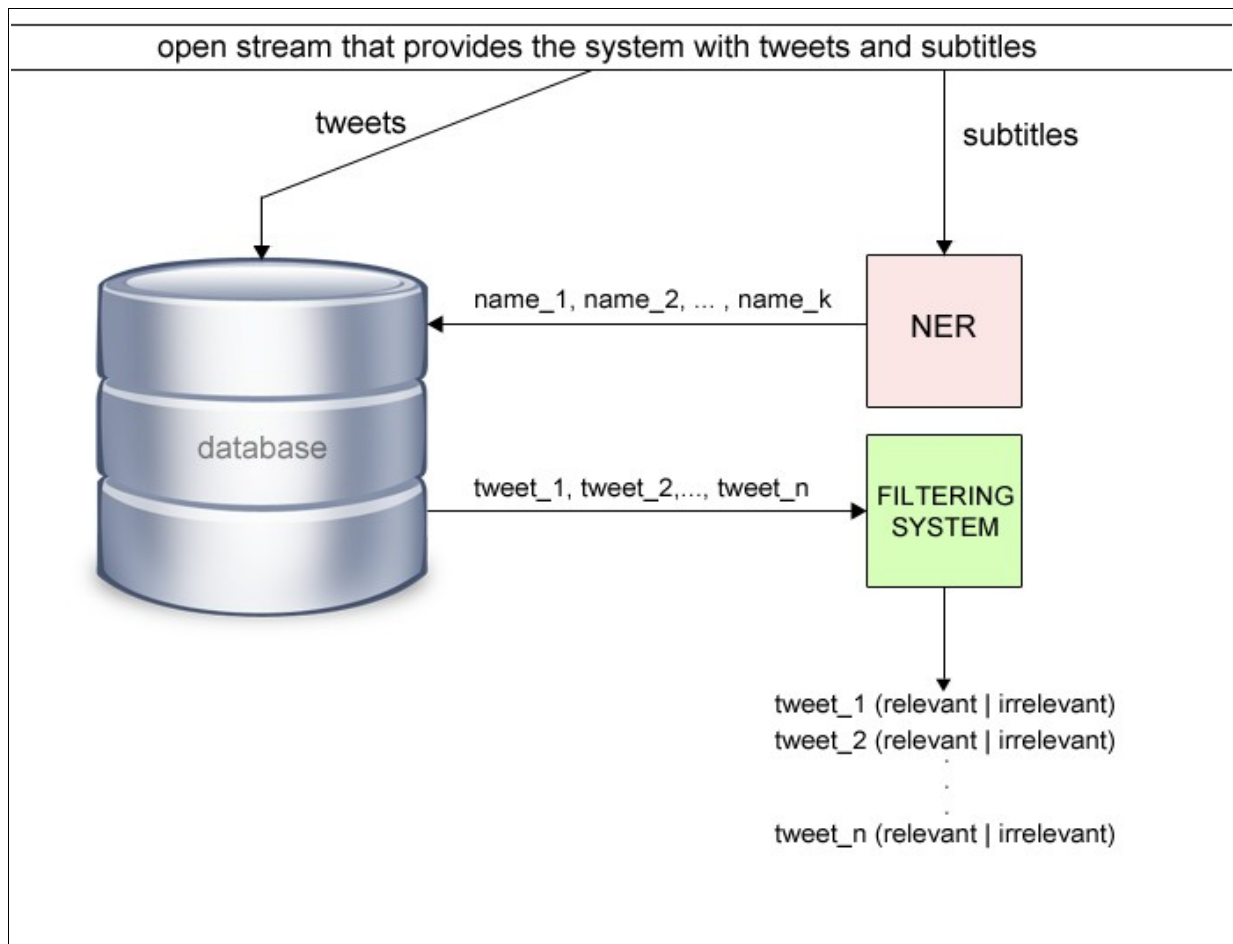 open stream that provides the system with tweets and subtitles
tweets
subtitles
name_1, name_2, ... , name_k
NER
database
tweet_1, tweet_2,..., tweet_n
FILTERING
SYSTEM
tweet_1 (relevant | irrelevant)
tweet_2 (relevant | irrelevant)
.
.
.
tweet_n (relevant | irrelevant)